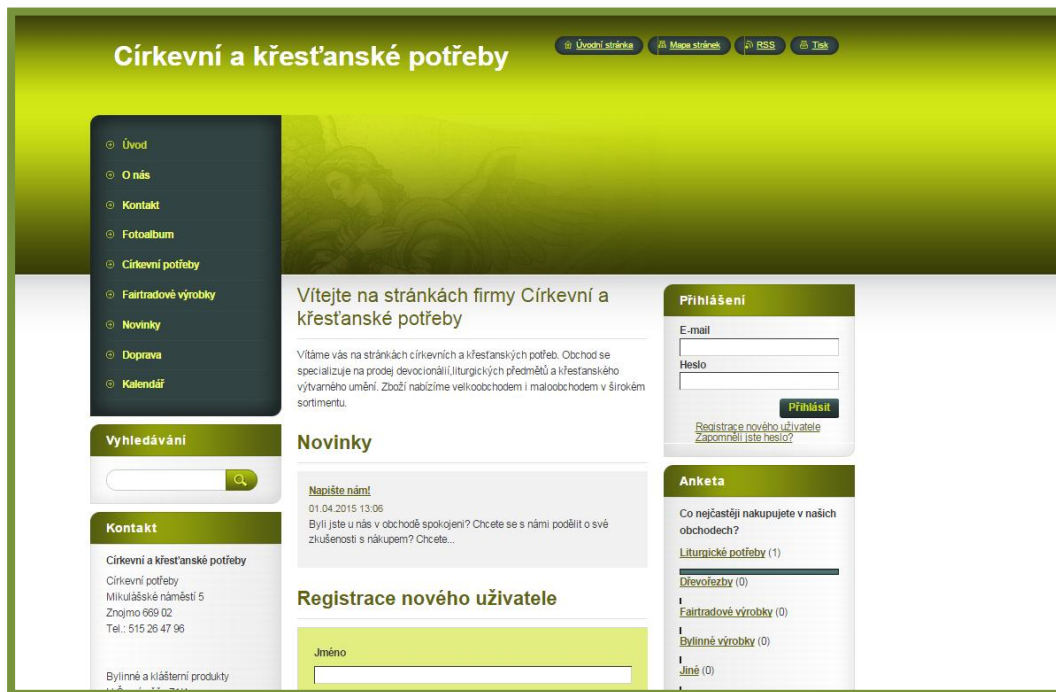 Církevní a křesťanské potřeby
Úvodní stránka
Mapa stránek
RSS
Tisk
Úvod
O nás
Kontakt
Fotoalbum
Církevní potřeby
Fairtradové výrobky
Novinky
Doprava
Kalendář
Vyhledávání
Kontakt
Církevní a křesťanské potřeby
Církevní potřeby
Mikulášské náměstí 5
Znojmo 669 02
Tel.: 515 26 47 96
Bylinné a klášterní produkty
Vítejte na stránkách firmy Církevní a
křesťanské potřeby
Vítáme vás na stránkách církevních a křesťanských potřeb. Obchod se
specializuje na prodej devocionálií,liturgických předmětů a křesťanského
výtvarného umění. Zboží nabízíme velkoobchodem i maloobchodem v širokém
sortimentu.
Novinky
Napište nám!
01.04.2015 13:06
Byli jste u nás v obchodě spokojeni? Chcete se s námi podělit o své
zkušenosti s nákupem? Chcete...
Registrace nového uživatele
Jméno
Přihlášení
E-mail
Heslo
Přihlásit
Registrace nového uživatele
Zapomněli jste heslo?
Anketa
Co nejčastěji nakupujete v našich
obchodech?
Liturgické potřeby (1)
Dřevořezby (0)
Fairtradové výrobky (0)
Bylinné výrobky (0)
Jiné (0)